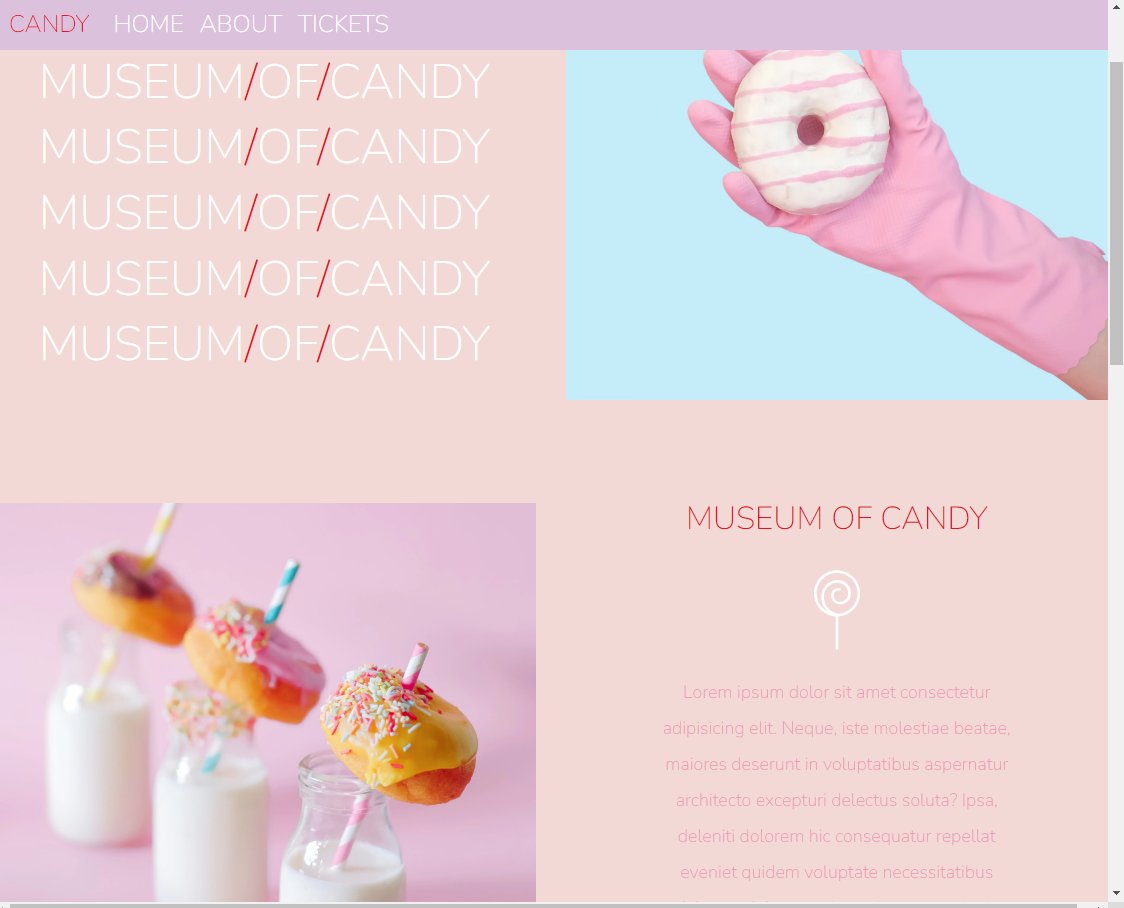 CANDY HOME ABOUT TICKETS
MUSEUM/OF/CANDY
MUSEUM/OF/CANDY
MUSEUM/OF/CANDY
MUSEUM/OF/CANDY
MUSEUM/OF/CANDY
MUSEUM OF CANDY
Lorem ipsum dolor sit amet consectetur
adipisicing elit. Neque, iste molestiae beatae,
maiores deserunt in voluptatibus aspernatur
architecto excepturi delectus soluta? Ipsa,
deleniti dolorem hic consequatur repellat
eveniet quidem voluptate necessitatibus